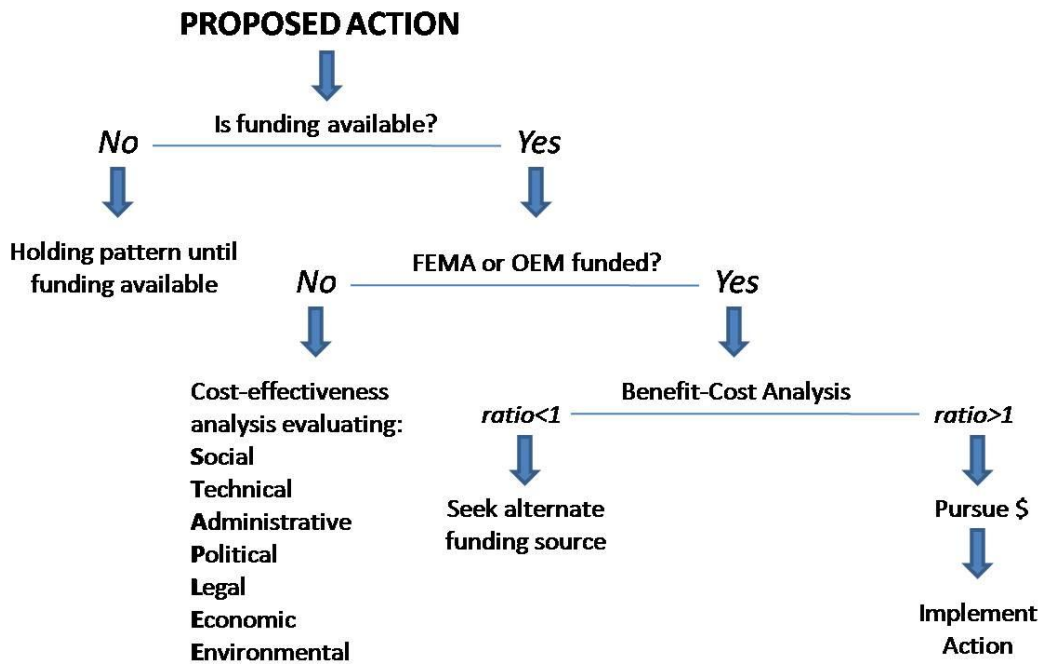 PROPOSED ACTION
Is funding available?
No
Yes
Holding pattern until
funding available
FEMA or OEM funded?
No
Yes
Cost-effectiveness
analysis evaluating:
Social
Technical
Administrative
Political
Legal
Economic
Environmental
Benefit-Cost Analysis
ratio<1
ratio>1
Seek alternate
funding source
Pursue $
Implement
Action